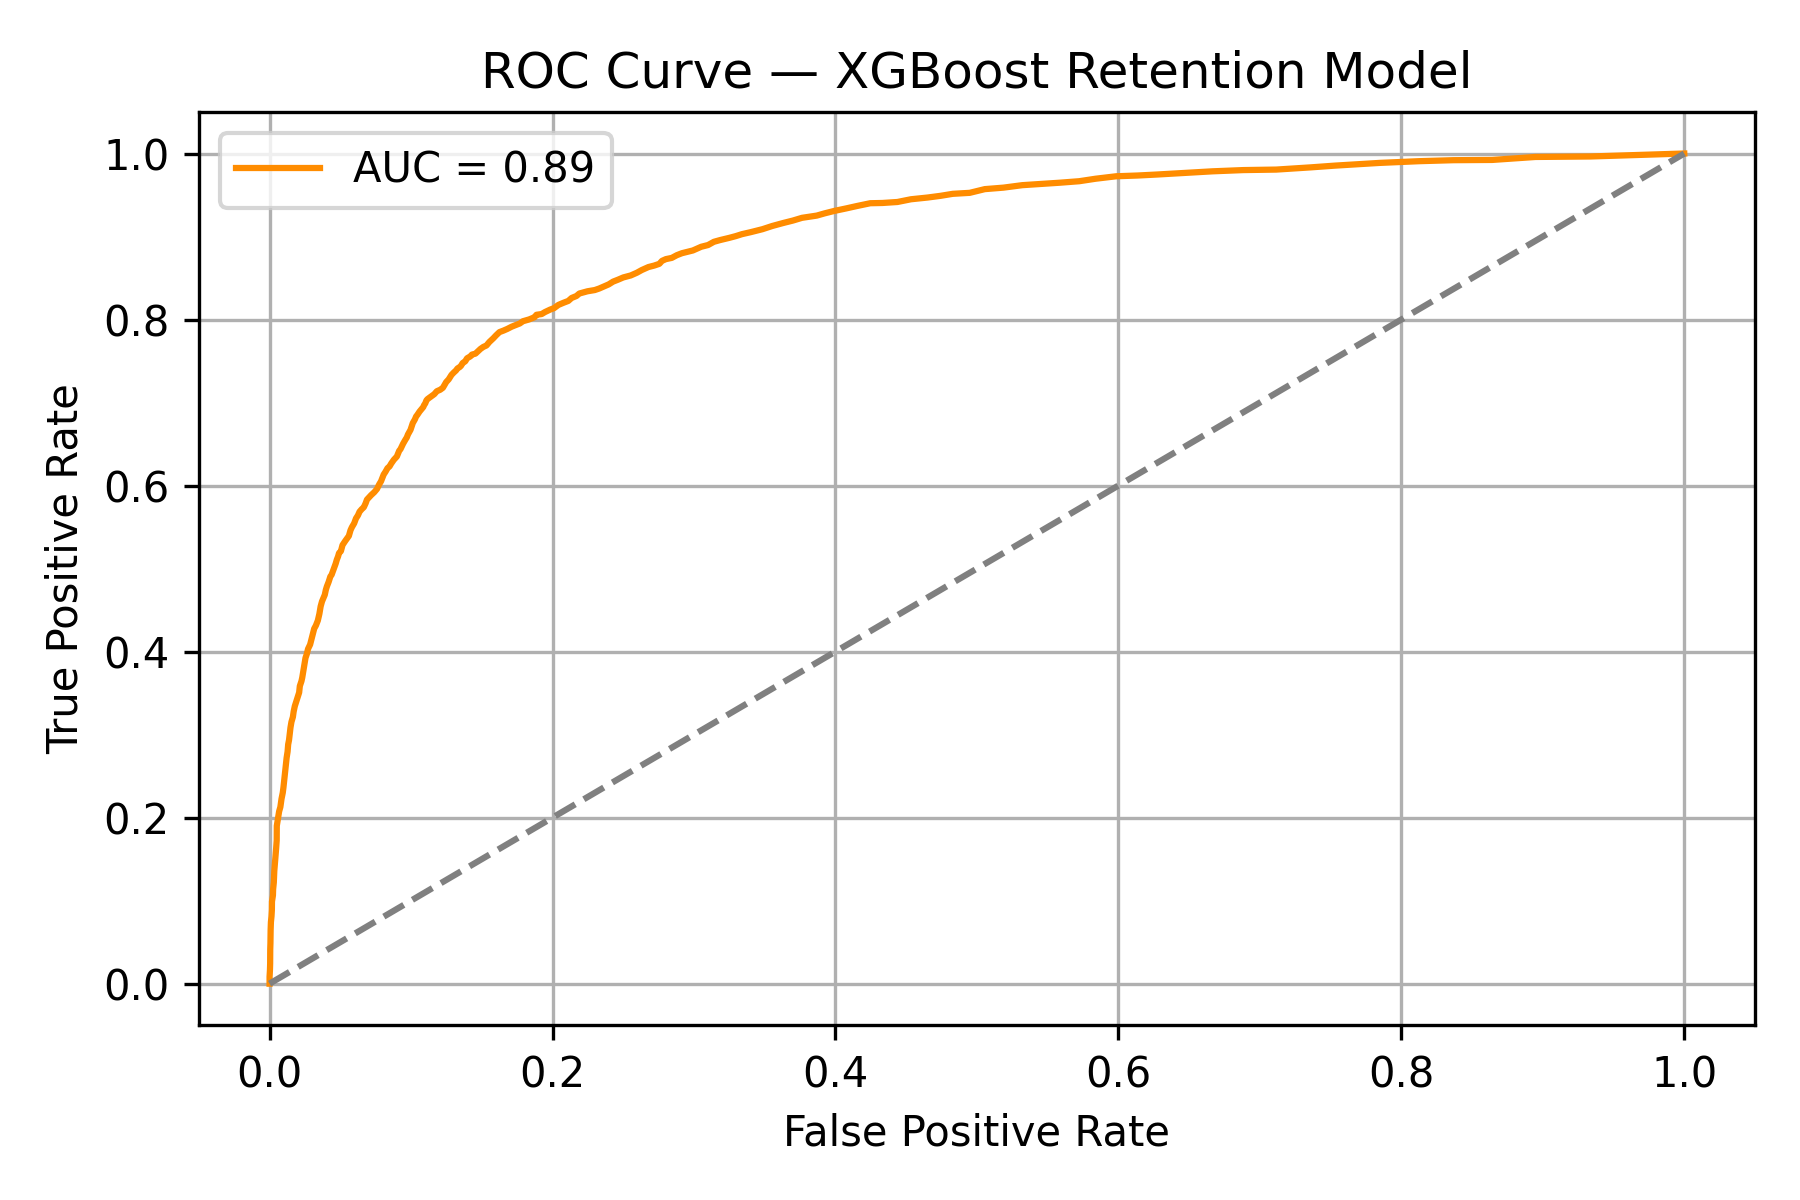 ROC Curve — XGBoost Retention Model
AUC = 0.89
True Positive Rate
1.0
0.8
0.6
0.4
0.2
0.0
0.0 0.2 0.4 0.6 0.8 1.0
False Positive Rate